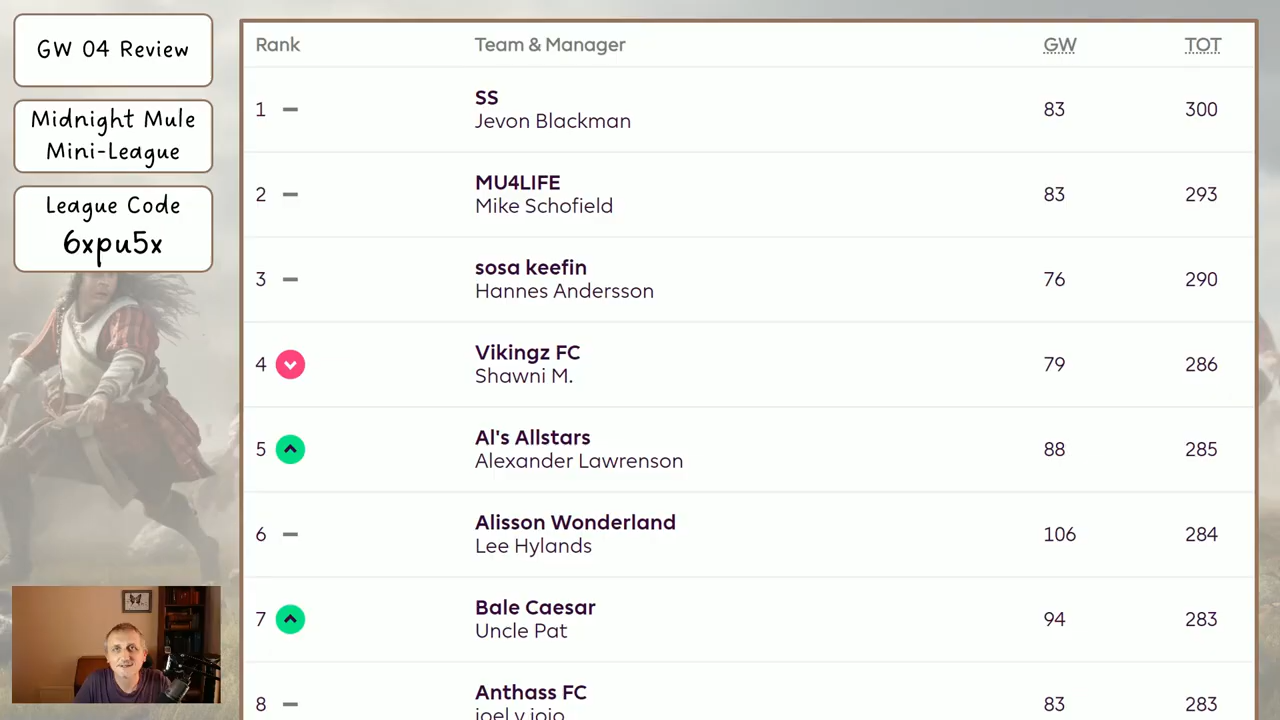 GW 04 Review
Midnight Mule
Mini-League
League Code
6xpu5x
Rank Team & Manager GW TOT
1 SS 83 300
Jevon Blackman
2 MU4LIFE 83 293
Mike Schofield
3 sosa keefin 76 290
Hannes Andersson
4 Vikingz FC 79 286
Shawni M.
5 Al's Allstars 88 285
Alexander Lawrenson
6 Alisson Wonderland 106 284
Lee Hylands
7 Bale Caesar 94 283
Uncle Pat
8 Anthass FC 83 283
joel v jojo